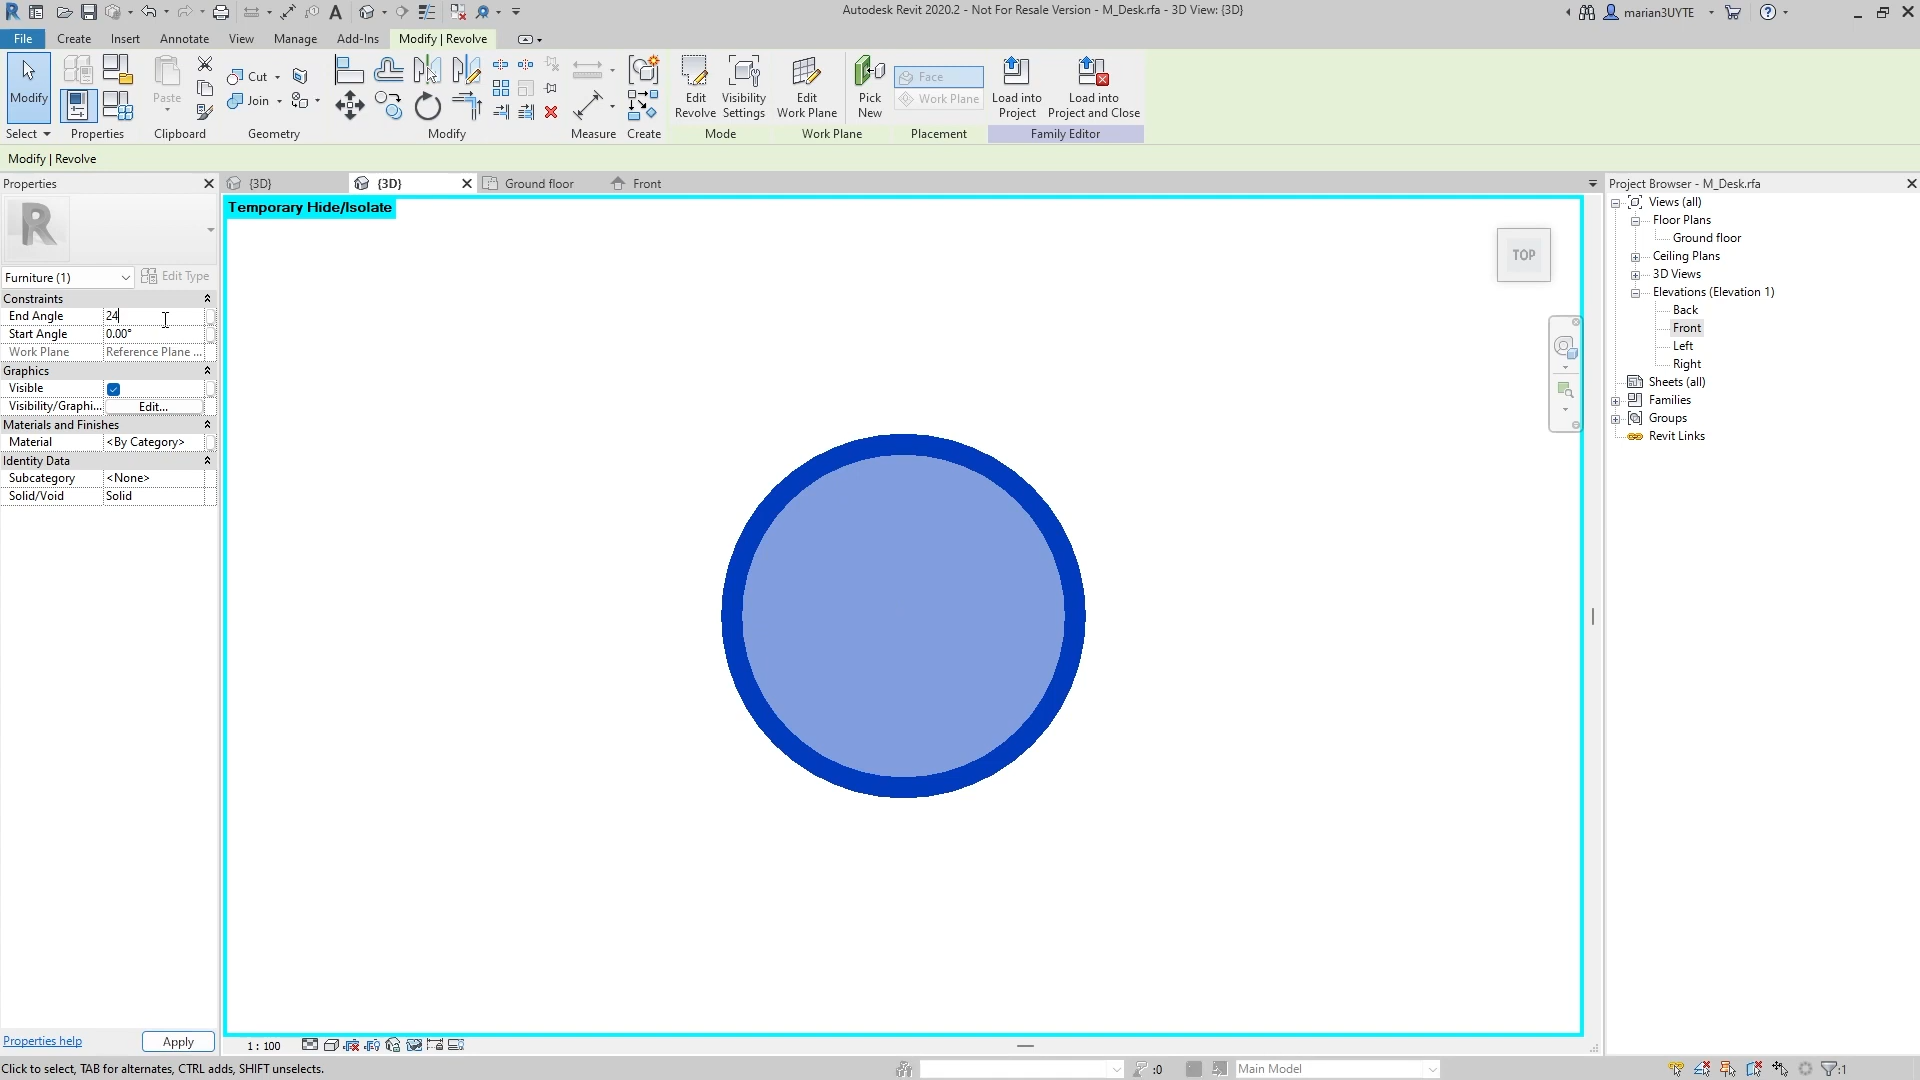 Autodesk Revit 2020.2 - Not For Resale Version - M_Desk.rfa - 3D View: {3D}
marian3UYTE
File
Create
Insert
Annotate
View
Manage
Add-Ins
Modify | Revolve
Modify
Paste
Cut
Join
Edit
Revolve
Visibility
Settings
Edit
Work Plane
Pick
New
Face
Work Plane
Load into
Project
Load into
Project and Close
Select
Properties
Clipboard
Geometry
Modify
Measure
Create
Mode
Work Plane
Placement
Family Editor
Modify | Revolve
Properties
{3D}
{3D}
Ground floor
Front
Project Browser - M_Desk.rfa
R
Furniture (1)
Edit Type
Constraints
End Angle 24
Start Angle 0.00°
Work Plane Reference Plane ...
Graphics
Visible
Visibility/Graphi... Edit...
Materials and Finishes
Material <By Category>
Identity Data
Subcategory <None>
Solid/Void Solid
Properties help
Apply
Temporary Hide/Isolate
TOP
Views (all)
Floor Plans
Ground floor
Ceiling Plans
3D Views
Elevations (Elevation 1)
Back
Front
Left
Right
Sheets (all)
Families
Groups
Revit Links
1 : 100
Click to select, TAB for alternates, CTRL adds, SHIFT unselects.
:0
Main Model
:1